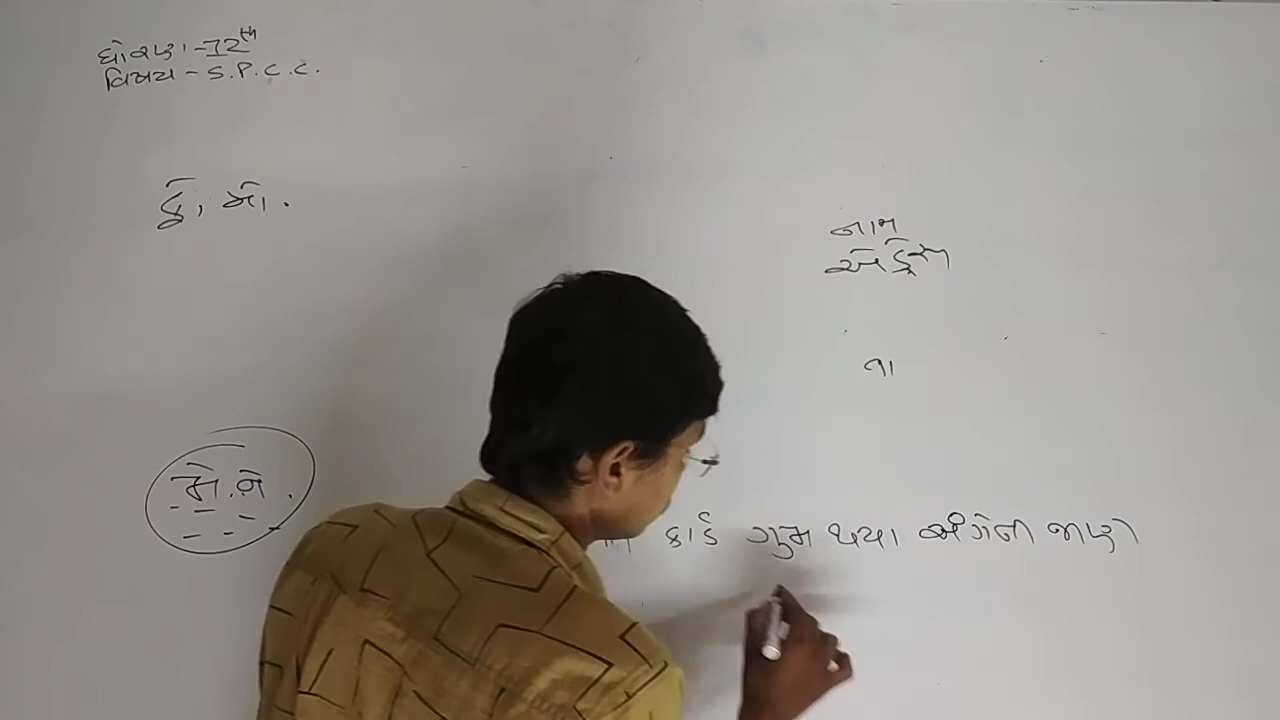 ધોરણ - 12th
વિષય - S.P.C.C.
ફો. નો.
નામ
એડ્રેસ
તા
મે. ને.
કાર્ડ ગુમ થયા અંગેની જાણ